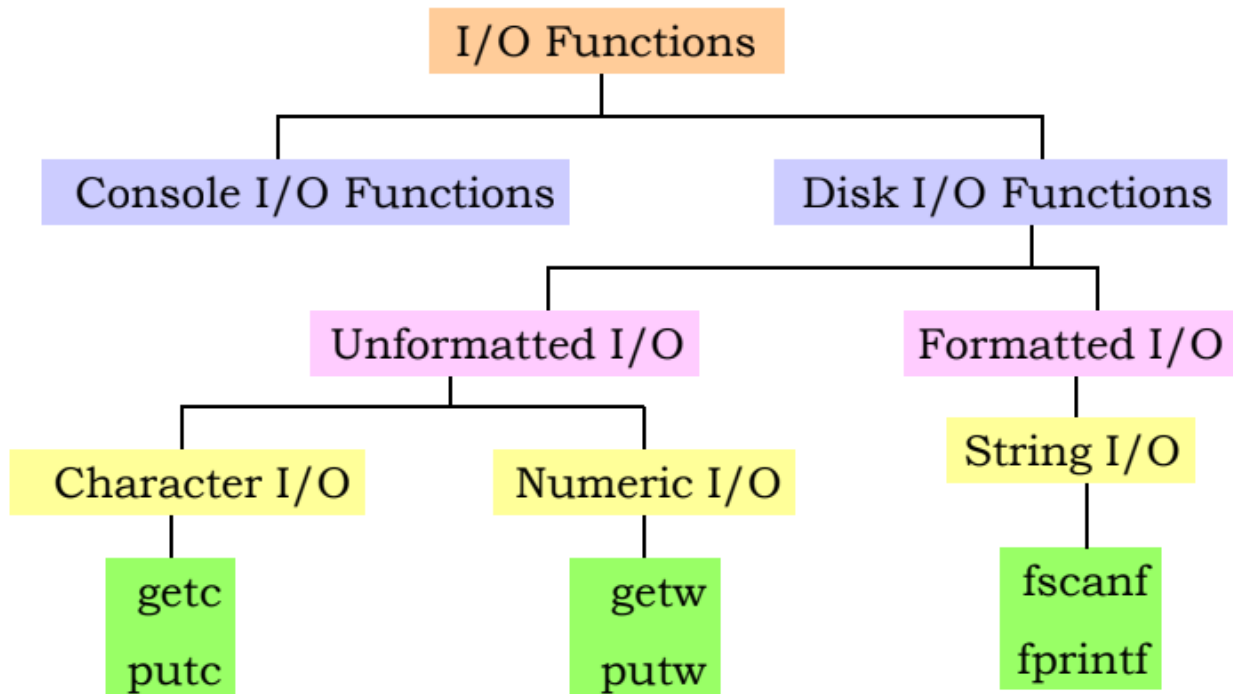 I/O Functions
Console I/O Functions
Disk I/O Functions
Unformatted I/O
Formatted I/O
Character I/O
Numeric I/O
String I/O
getc
putc
getw
putw
fscanf
fprintf